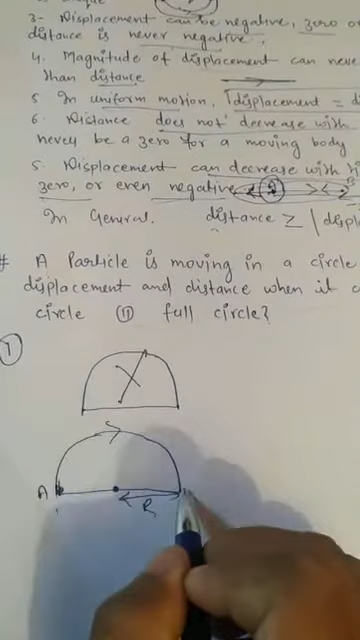 3- Displacement can be negative, zero or
distance is never negative.
4. Magnitude of displacement can neve
than distance
5. In uniform motion, |displacement =
6. Distance does not decrease with
never be a zero for a moving body
5. Displacement can decrease with
zero, or even negative
In General. distance ≥ |displ
# A Particle is moving in a circle
displacement and distance when it c
circle (ii) full circle?
A
R